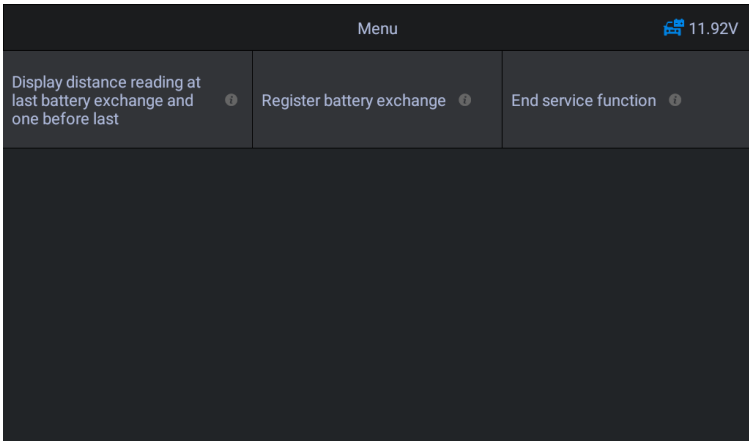 Menu
11.92V
Display distance reading at
last battery exchange and
one before last
Register battery exchange
End service function